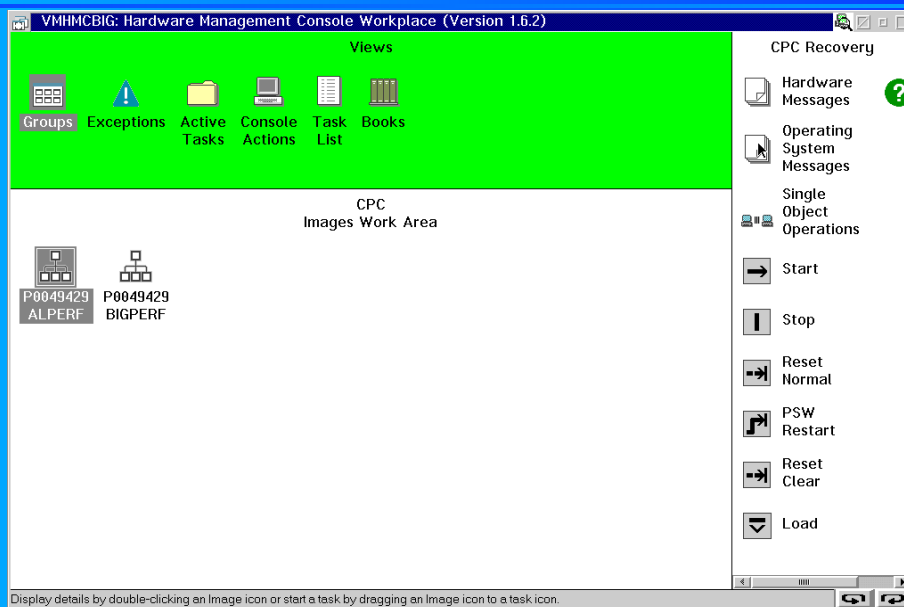 VMHMCBIG: Hardware Management Console Workplace (Version 1.6.2)
Views
Groups
Exceptions
Active
Tasks
Console
Actions
Task
List
Books
CPC
Images Work Area
P0049429
ALPERF
P0049429
BIGPERF
CPC Recovery
Hardware
Messages
?
Operating
System
Messages
Single
Object
Operations
Start
Stop
Reset
Normal
PSW
Restart
Reset
Clear
Load
Display details by double-clicking an Image icon or start a task by dragging an Image icon to a task icon.